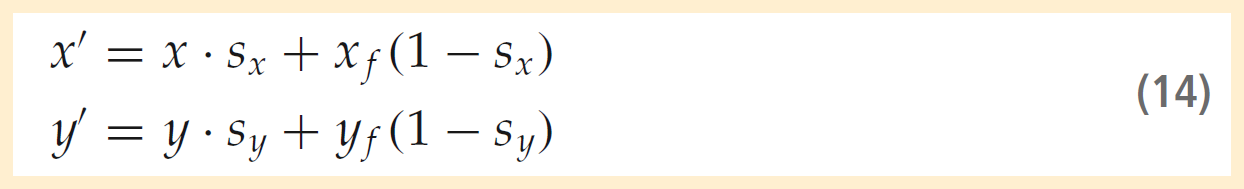 x′ = x · sₓ + x_f(1 − sₓ)
(14)
y′ = y · s_y + y_f(1 − s_y)